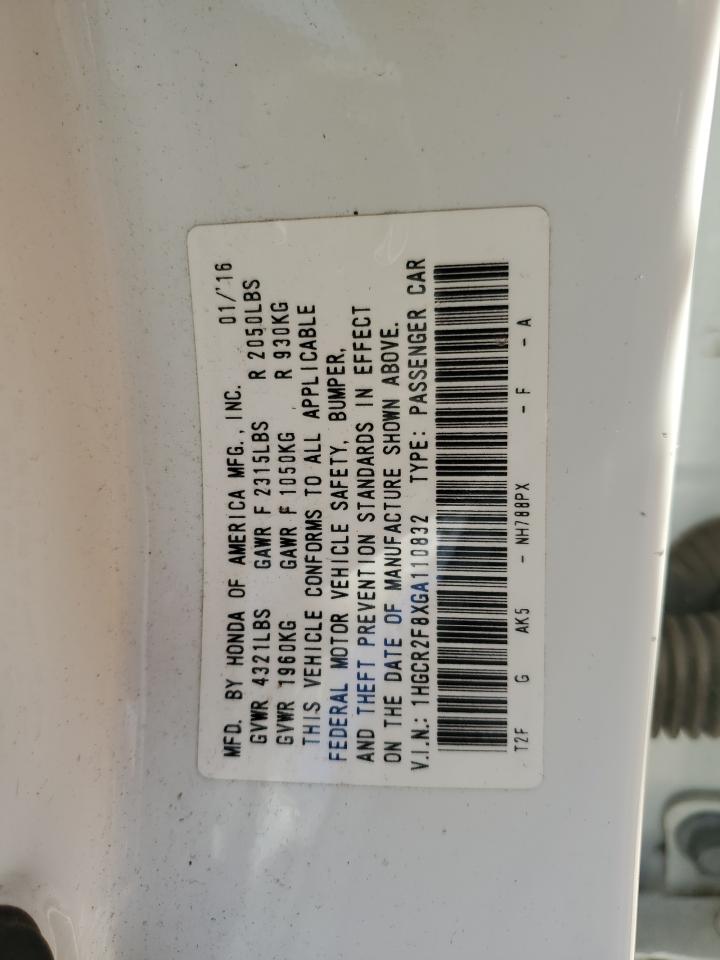 MFD. BY HONDA OF AMERICA MFG., INC. 01/'16
GVWR 4321LBS GAWR F 2315LBS R 2050LBS
GVWR 1960KG GAWR F 1050KG R 930KG
THIS VEHICLE CONFORMS TO ALL APPLICABLE
FEDERAL MOTOR VEHICLE SAFETY, BUMPER,
AND THEFT PREVENTION STANDARDS IN EFFECT
ON THE DATE OF MANUFACTURE SHOWN ABOVE.
V.I.N.: 1HGCR2F8XGA110832 TYPE: PASSENGER CAR
T2F G AK5 - NH788PX - F - A